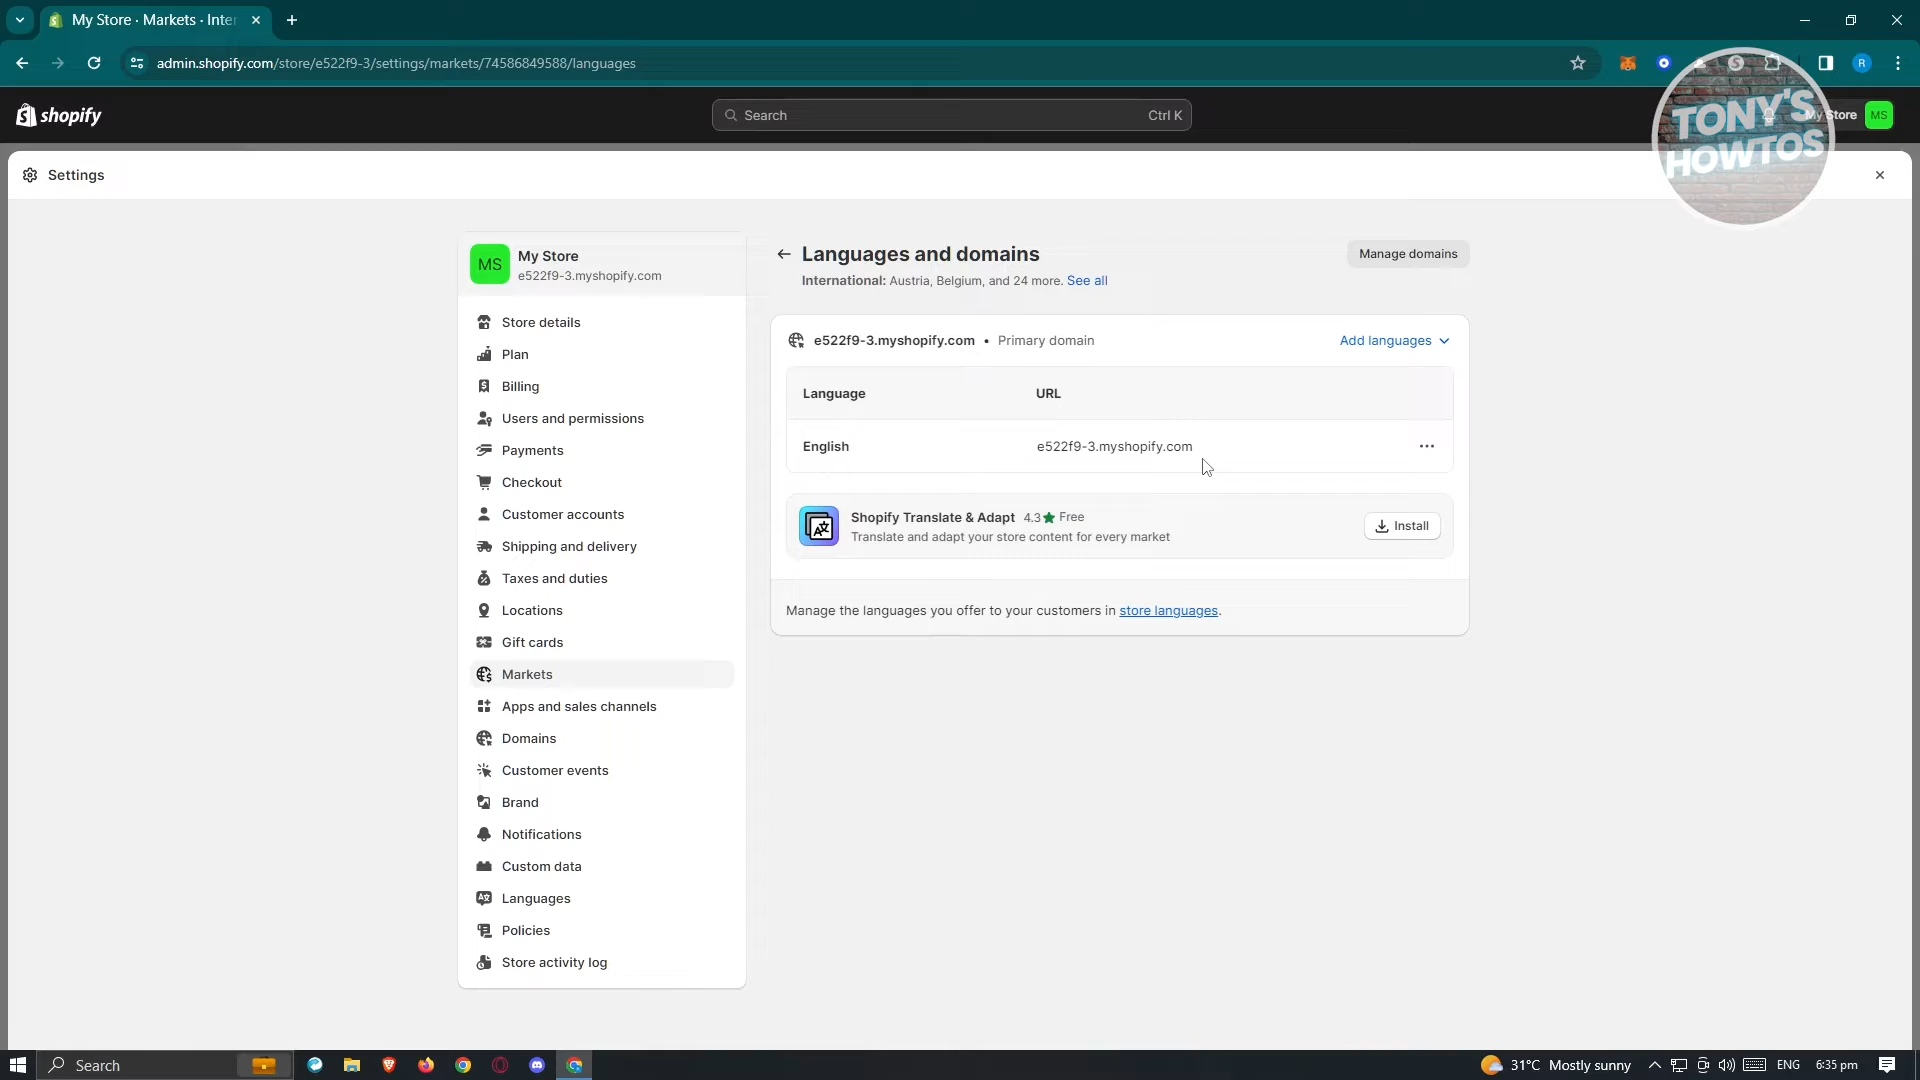 My Store · Markets · Inter
admin.shopify.com/store/e522f9-3/settings/markets/74586849588/languages
R
shopify
Search
Ctrl K
My Store
MS
TONY'S
HOWTOS
Settings
MS
My Store
e522f9-3.myshopify.com
Store details
Plan
Billing
Users and permissions
Payments
Checkout
Customer accounts
Shipping and delivery
Taxes and duties
Locations
Gift cards
Markets
Apps and sales channels
Domains
Customer events
Brand
Notifications
Custom data
Languages
Policies
Store activity log
Languages and domains
Manage domains
International: Austria, Belgium, and 24 more. See all
e522f9-3.myshopify.com • Primary domain
Add languages
Language
URL
English
e522f9-3.myshopify.com
Shopify Translate & Adapt 4.3★ Free
Translate and adapt your store content for every market
Install
Manage the languages you offer to your customers in store languages.
Search
31°C Mostly sunny
ENG
6:35 pm